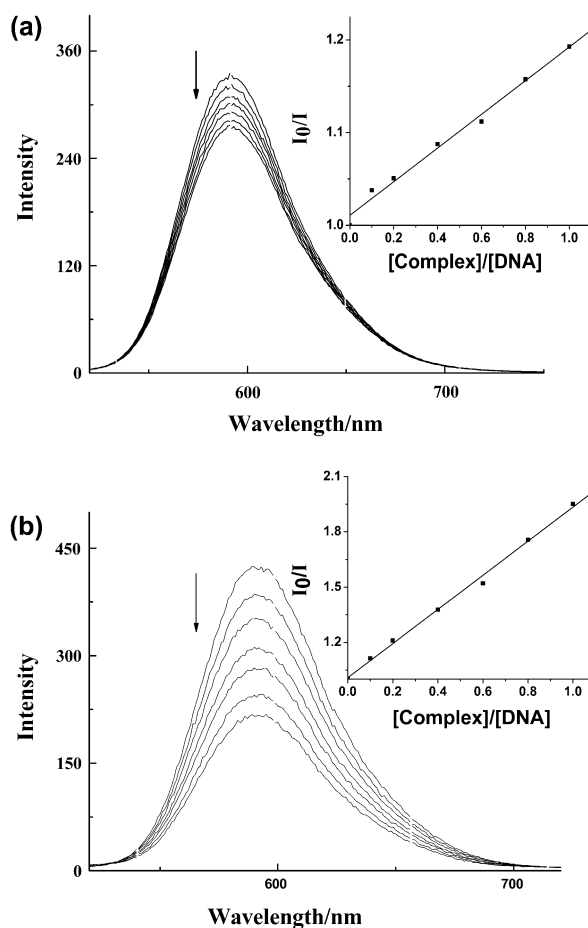 (a)
360
240
120
0
Intensity
600
700
Wavelength/nm
1.2
1.1
1.0
I0/I
0.0 0.2 0.4 0.6 0.8 1.0
[Complex]/[DNA]
(b)
450
300
150
0
Intensity
600
700
Wavelength/nm
2.1
1.8
1.5
1.2
I0/I
0.0 0.2 0.4 0.6 0.8 1.0
[Complex]/[DNA]